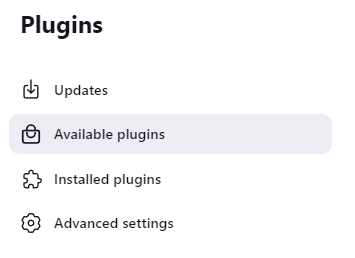 Plugins
Updates
Available plugins
Installed plugins
Advanced settings